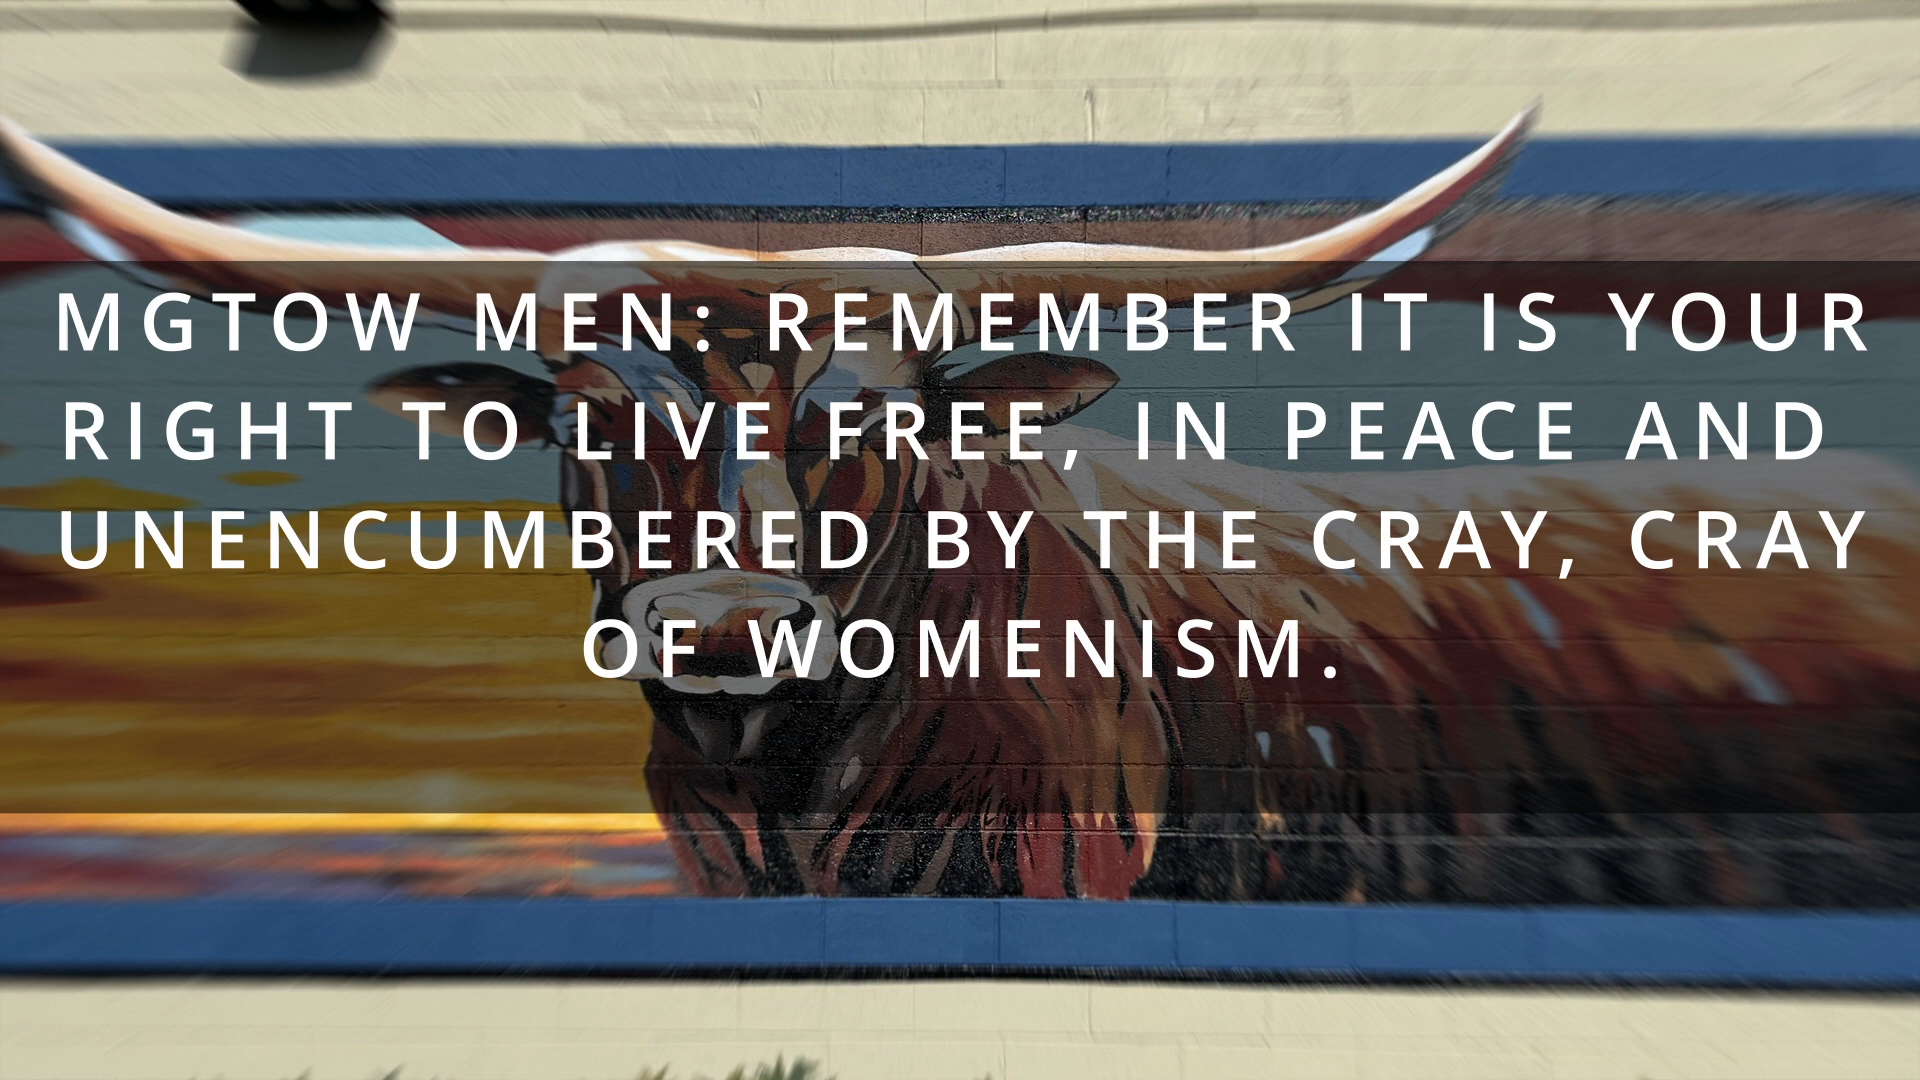 MGTOW MEN: REMEMBER IT IS YOUR
RIGHT TO LIVE FREE, IN PEACE AND
UNENCUMBERED BY THE CRAY, CRAY
OF WOMENISM.